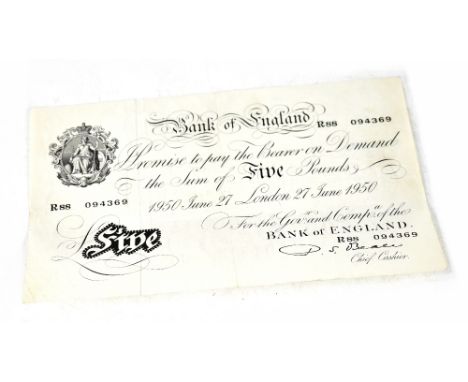 Bank of England R88 094369
I Promise to pay the Bearer on Demand
the Sum of Five Pounds
R88 094369 1950 June 27 London 27 June 1950
For the Govr. and Compa. of the
£Five BANK of ENGLAND.
R88 094369
P S Beale
Chief Cashier.